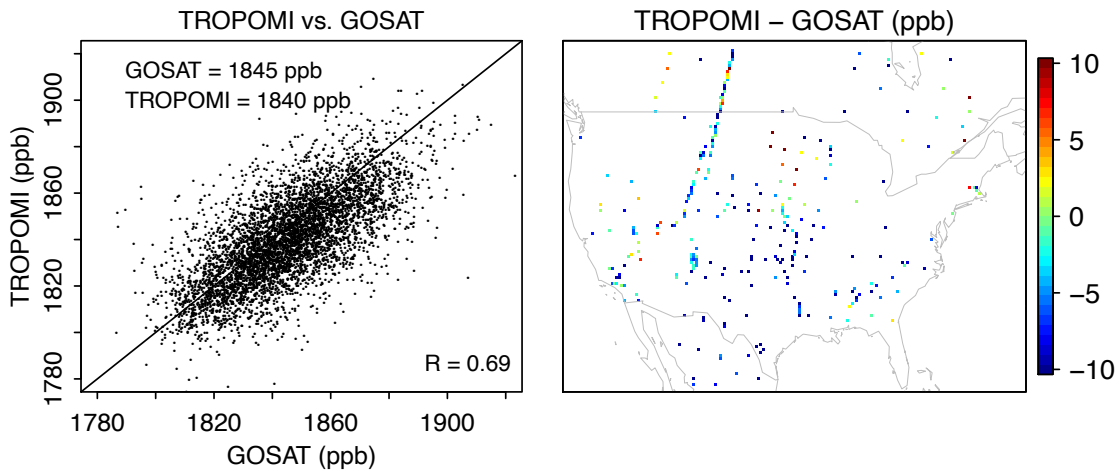 TROPOMI vs. GOSAT
GOSAT = 1845 ppb
TROPOMI = 1840 ppb
R = 0.69
TROPOMI (ppb)
1900
1860
1820
1780
1780 1820 1860 1900
GOSAT (ppb)
TROPOMI − GOSAT (ppb)
10
5
0
−5
−10